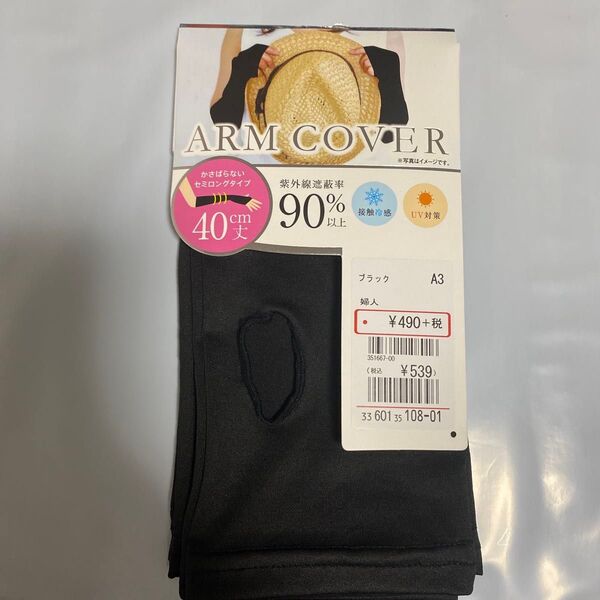 ARM COVER
※写真はイメージです。
かさばらない
セミロングタイプ
40cm丈
紫外線遮蔽率
90%以上
接触冷感
UV対策
ブラック A3
婦人
¥490+税
351667-00
(税込) ¥539)
33 601 35 108-01